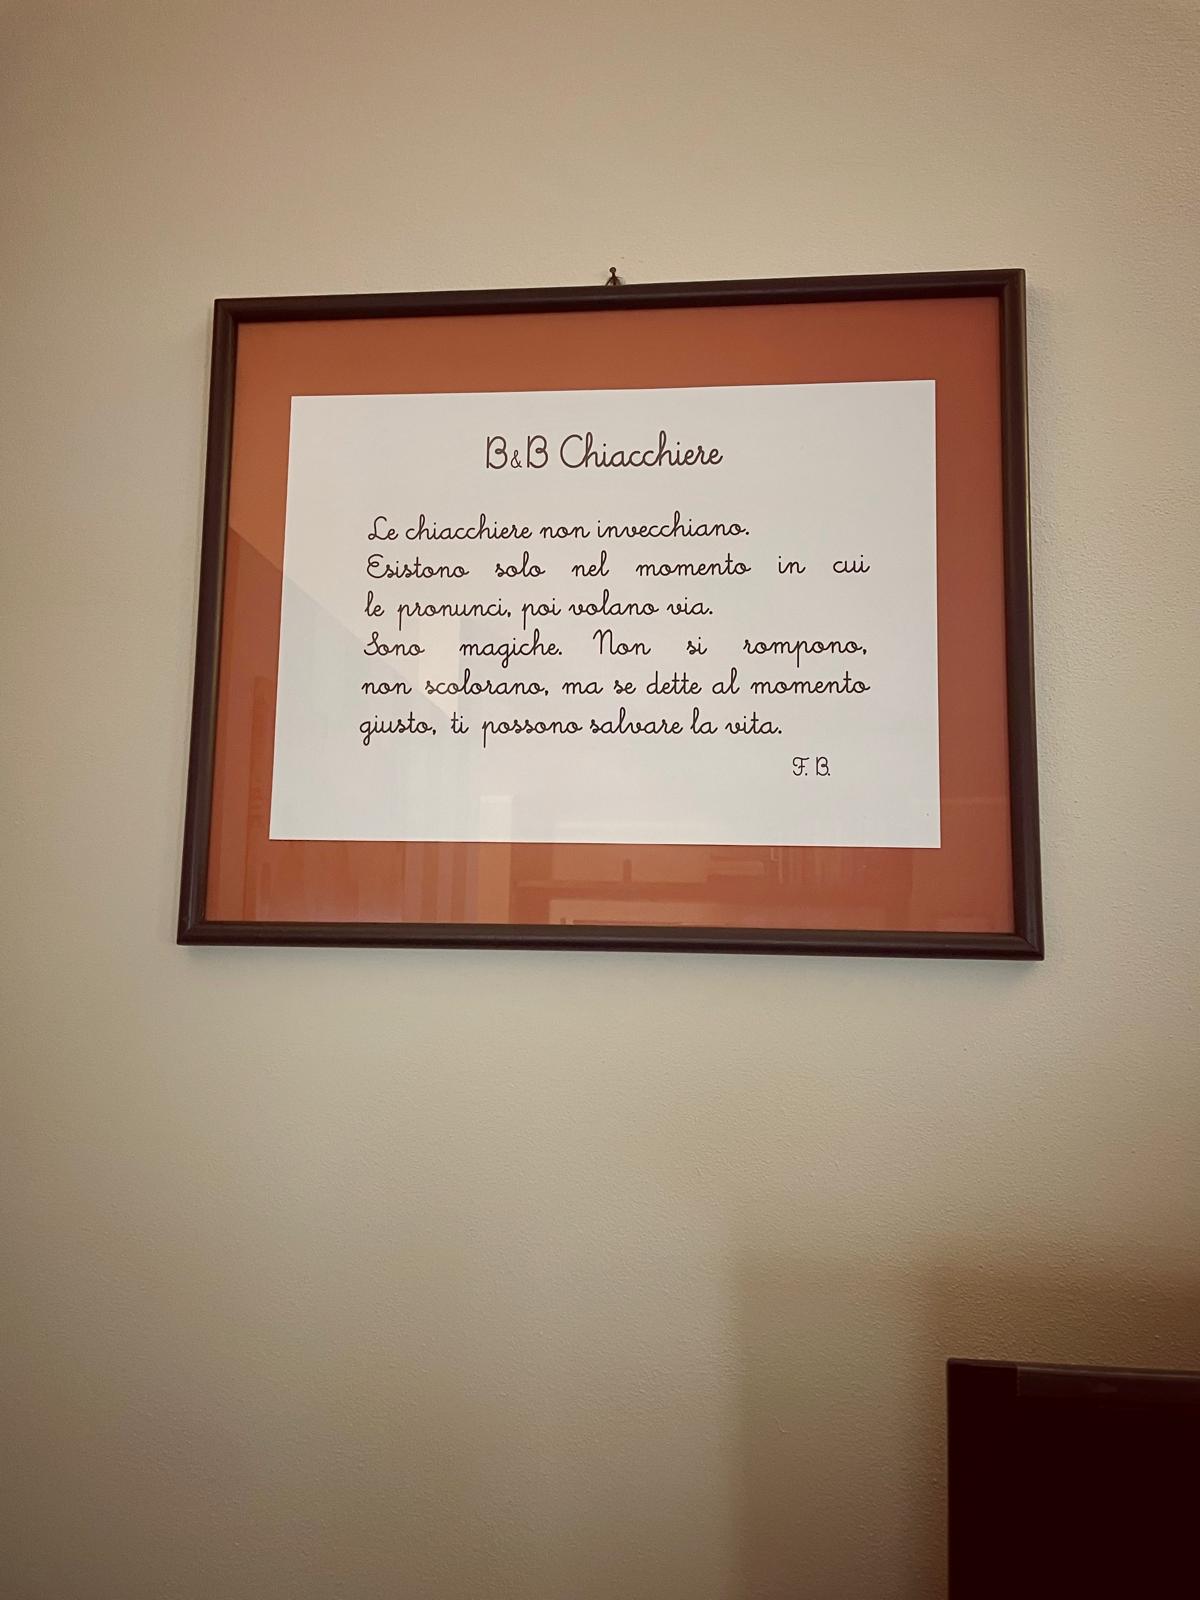 B&B Chiacchiere
Le chiacchiere non invecchiano.
Esistono solo nel momento in cui
le pronunci, poi volano via.
Sono magiche. Non si rompono,
non scolorano, ma se dette al momento
giusto, ti possono salvare la vita.
F. B.